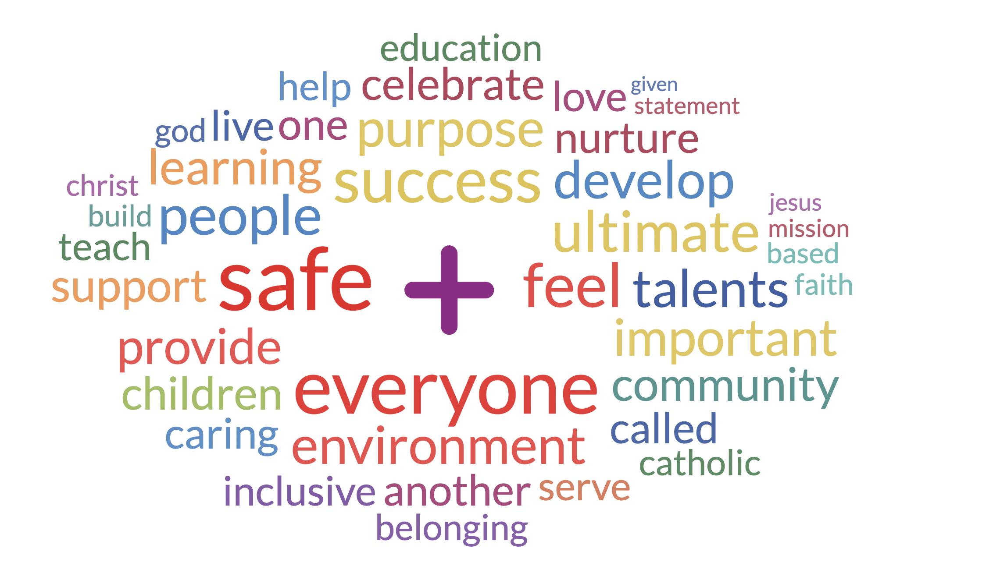 education
help celebrate love given
statement
god live one purpose nurture
learning success develop
christ
build people ultimate jesus
mission
teach based
support safe + feel talents faith
provide important
children everyone community
caring environment called
catholic
inclusive another serve
belonging